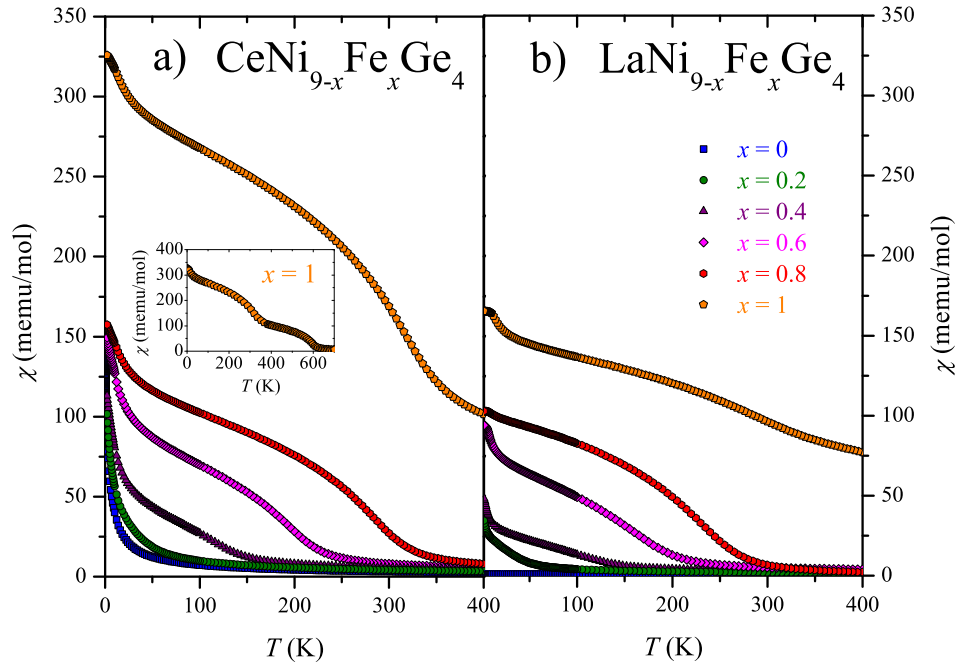 a) CeNi9-xFexGe4
b) LaNi9-xFexGe4
χ (memu/mol)
350
300
250
200
150
100
50
0
0 100 200 300 400
T (K)
χ (memu/mol)
400
300
200
100
0
0 200 400 600
T (K)
x = 1
x = 0
x = 0.2
x = 0.4
x = 0.6
x = 0.8
x = 1
0 100 200 300 400
T (K)
350
300
250
200
150
100
50
0
χ (memu/mol)